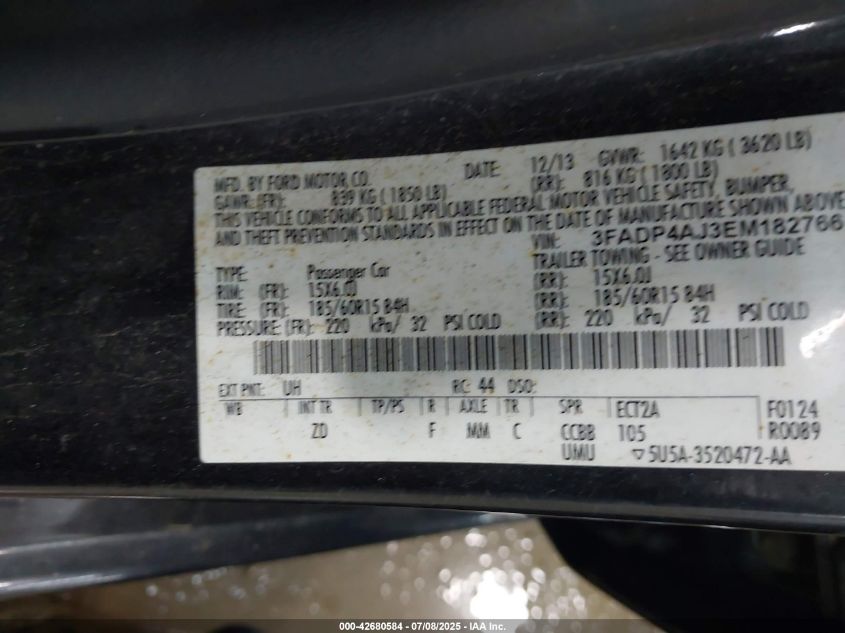 MFD. BY FORD MOTOR CO. DATE: 12/13 GVWR: 1642 KG ( 3620 LB)
GAWR: (FR): 839 KG ( 1850 LB) (RR): 816 KG ( 1800 LB)
THIS VEHICLE CONFORMS TO ALL APPLICABLE FEDERAL MOTOR VEHICLE SAFETY, BUMPER,
AND THEFT PREVENTION STANDARDS IN EFFECT ON THE DATE OF MANUFACTURE SHOWN ABOVE
VIN: 3FADP4AJ3EM182766
TYPE: Passenger Car TRAILER TOWING - SEE OWNER GUIDE
RIM: (FR): 15X6.0J (RR): 15X6.0J
TIRE: (FR): 185/60R15 84H (RR): 185/60R15 84H
PRESSURE: (FR): 220 kPa/ 32 PSI COLD (RR): 220 kPa/ 32 PSI COLD
EXT PNT: UH RC: 44 DSO:
WB INT TR TP/PS R AXLE TR SPR ECT2A F0124
ZD F MM C CCBB 105 R0089
UMU ▽5U5A-3520472-AA
000-42680584 - 07/08/2025 - IAA Inc.